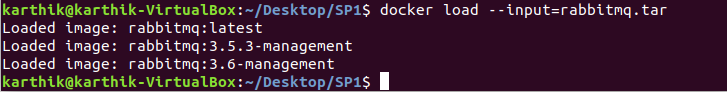 karthik@karthik-VirtualBox:~/Desktop/SP1$ docker load --input=rabbitmq.tar
Loaded image: rabbitmq:latest
Loaded image: rabbitmq:3.5.3-management
Loaded image: rabbitmq:3.6-management
karthik@karthik-VirtualBox:~/Desktop/SP1$